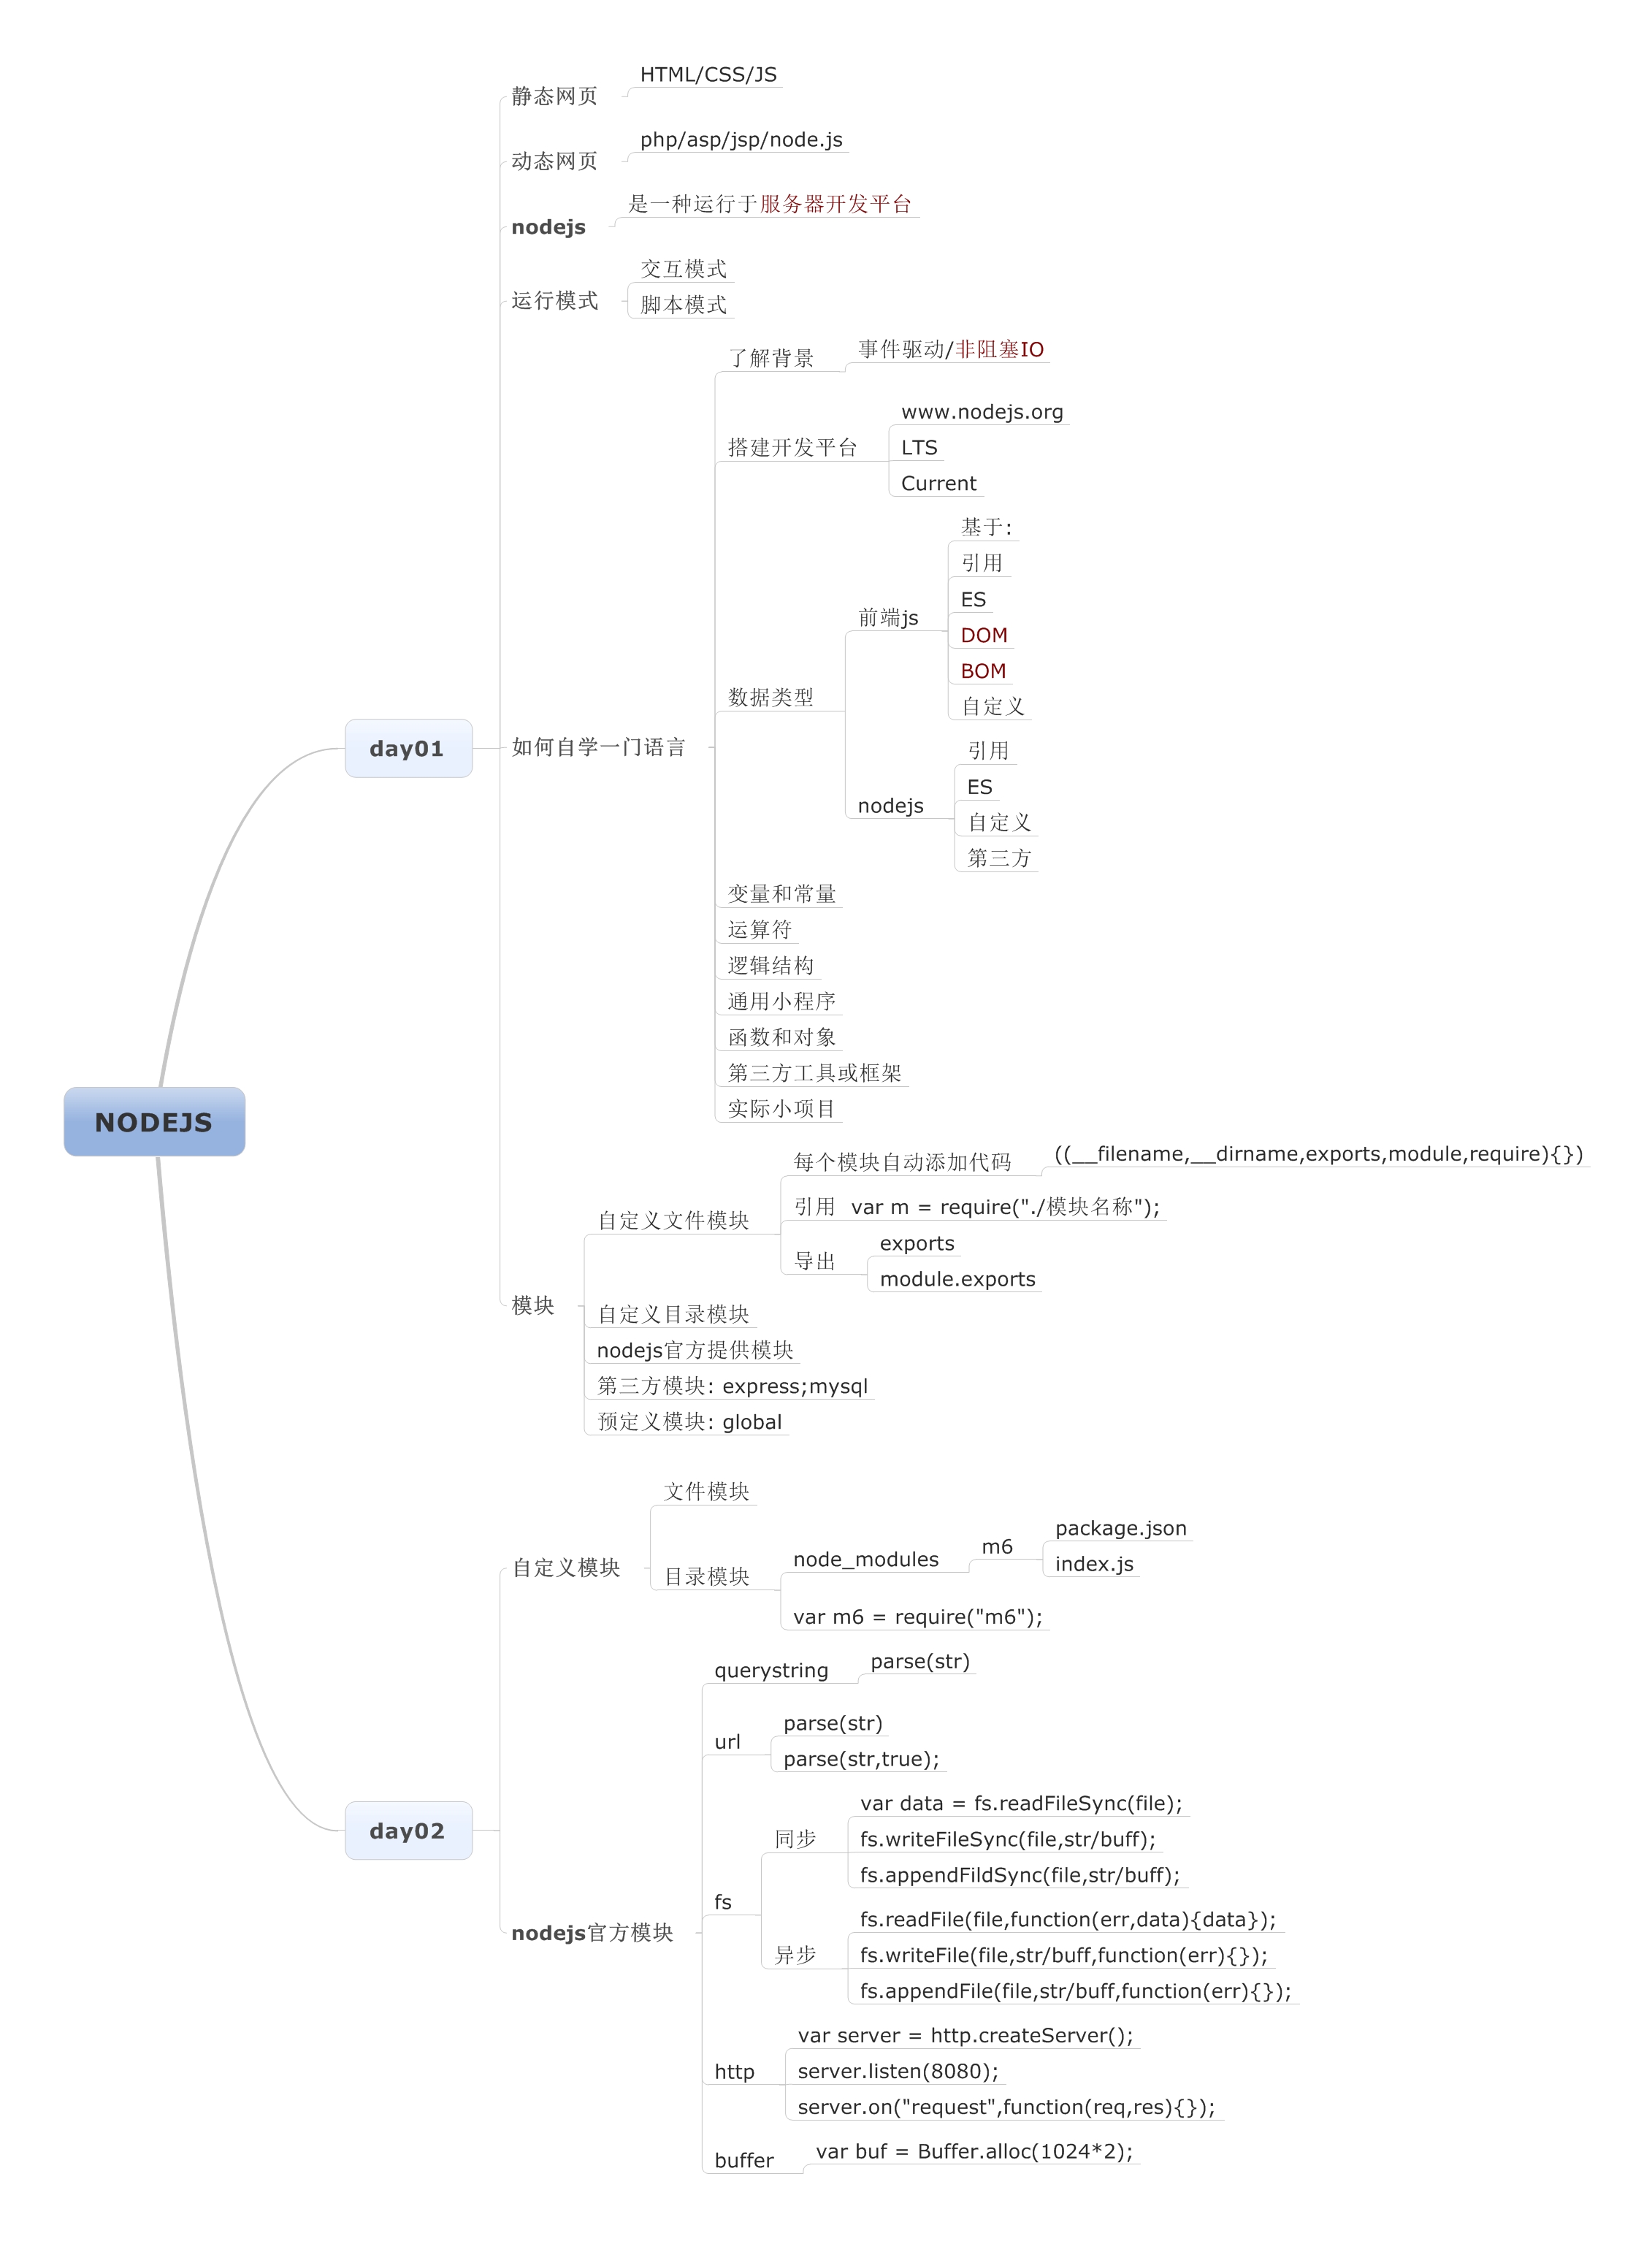 HTML/CSS/JS
静态网页
php/asp/jsp/node.js
动态网页
是一种运行于服务器开发平台
nodejs
交互模式
运行模式
脚本模式
了解背景
事件驱动/非阻塞IO
www.nodejs.org
搭建开发平台
LTS
Current
基于:
引用
ES
前端js
DOM
BOM
自定义
数据类型
day01
如何自学一门语言
引用
ES
nodejs
自定义
第三方
变量和常量
运算符
逻辑结构
通用小程序
函数和对象
第三方工具或框架
实际小项目
NODEJS
每个模块自动添加代码
((__filename,__dirname,exports,module,require){})
自定义文件模块
引用 var m = require("./模块名称");
exports
导出
module.exports
模块
自定义目录模块
nodejs官方提供模块
第三方模块: express;mysql
预定义模块: global
文件模块
package.json
m6
node_modules
index.js
自定义模块
目录模块
var m6 = require("m6");
querystring
parse(str)
parse(str)
url
parse(str,true);
var data = fs.readFileSync(file);
day02
同步
fs.writeFileSync(file,str/buff);
fs.appendFildSync(file,str/buff);
fs
fs.readFile(file,function(err,data){data});
nodejs官方模块
异步
fs.writeFile(file,str/buff,function(err){});
fs.appendFile(file,str/buff,function(err){});
var server = http.createServer();
http
server.listen(8080);
server.on("request",function(req,res){});
buffer
var buf = Buffer.alloc(1024*2);